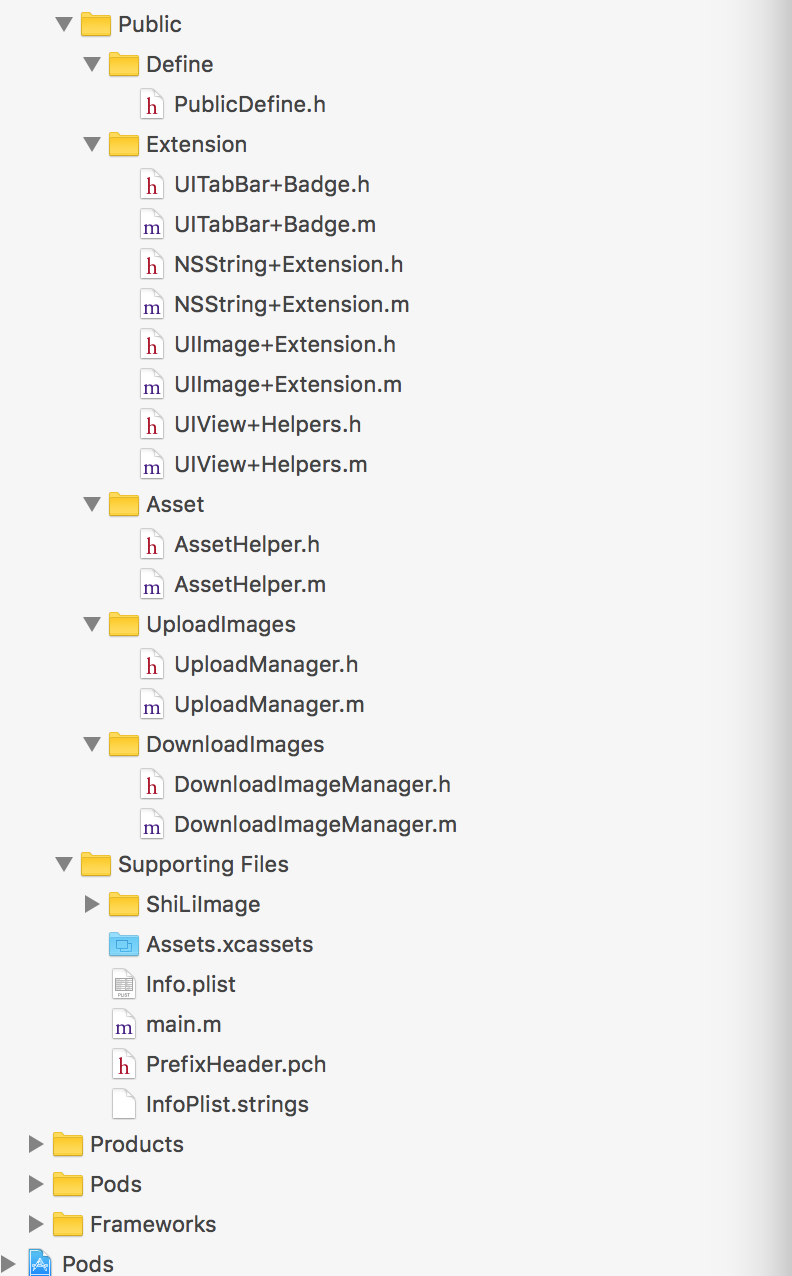 Public
Define
h PublicDefine.h
Extension
h UITabBar+Badge.h
m UITabBar+Badge.m
h NSString+Extension.h
m NSString+Extension.m
h UIImage+Extension.h
m UIImage+Extension.m
h UIView+Helpers.h
m UIView+Helpers.m
Asset
h AssetHelper.h
m AssetHelper.m
UploadImages
h UploadManager.h
m UploadManager.m
DownloadImages
h DownloadImageManager.h
m DownloadImageManager.m
Supporting Files
ShiLiImage
Assets.xcassets
PLIST Info.plist
m main.m
h PrefixHeader.pch
InfoPlist.strings
Products
Pods
Frameworks
Pods